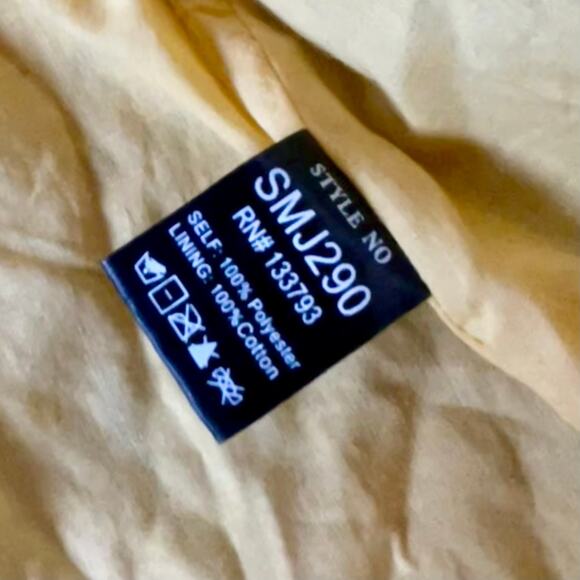 STYLE NO
SMJ290
RN# 133793
SELF: 100% Polyester
LINING: 100%Cotton